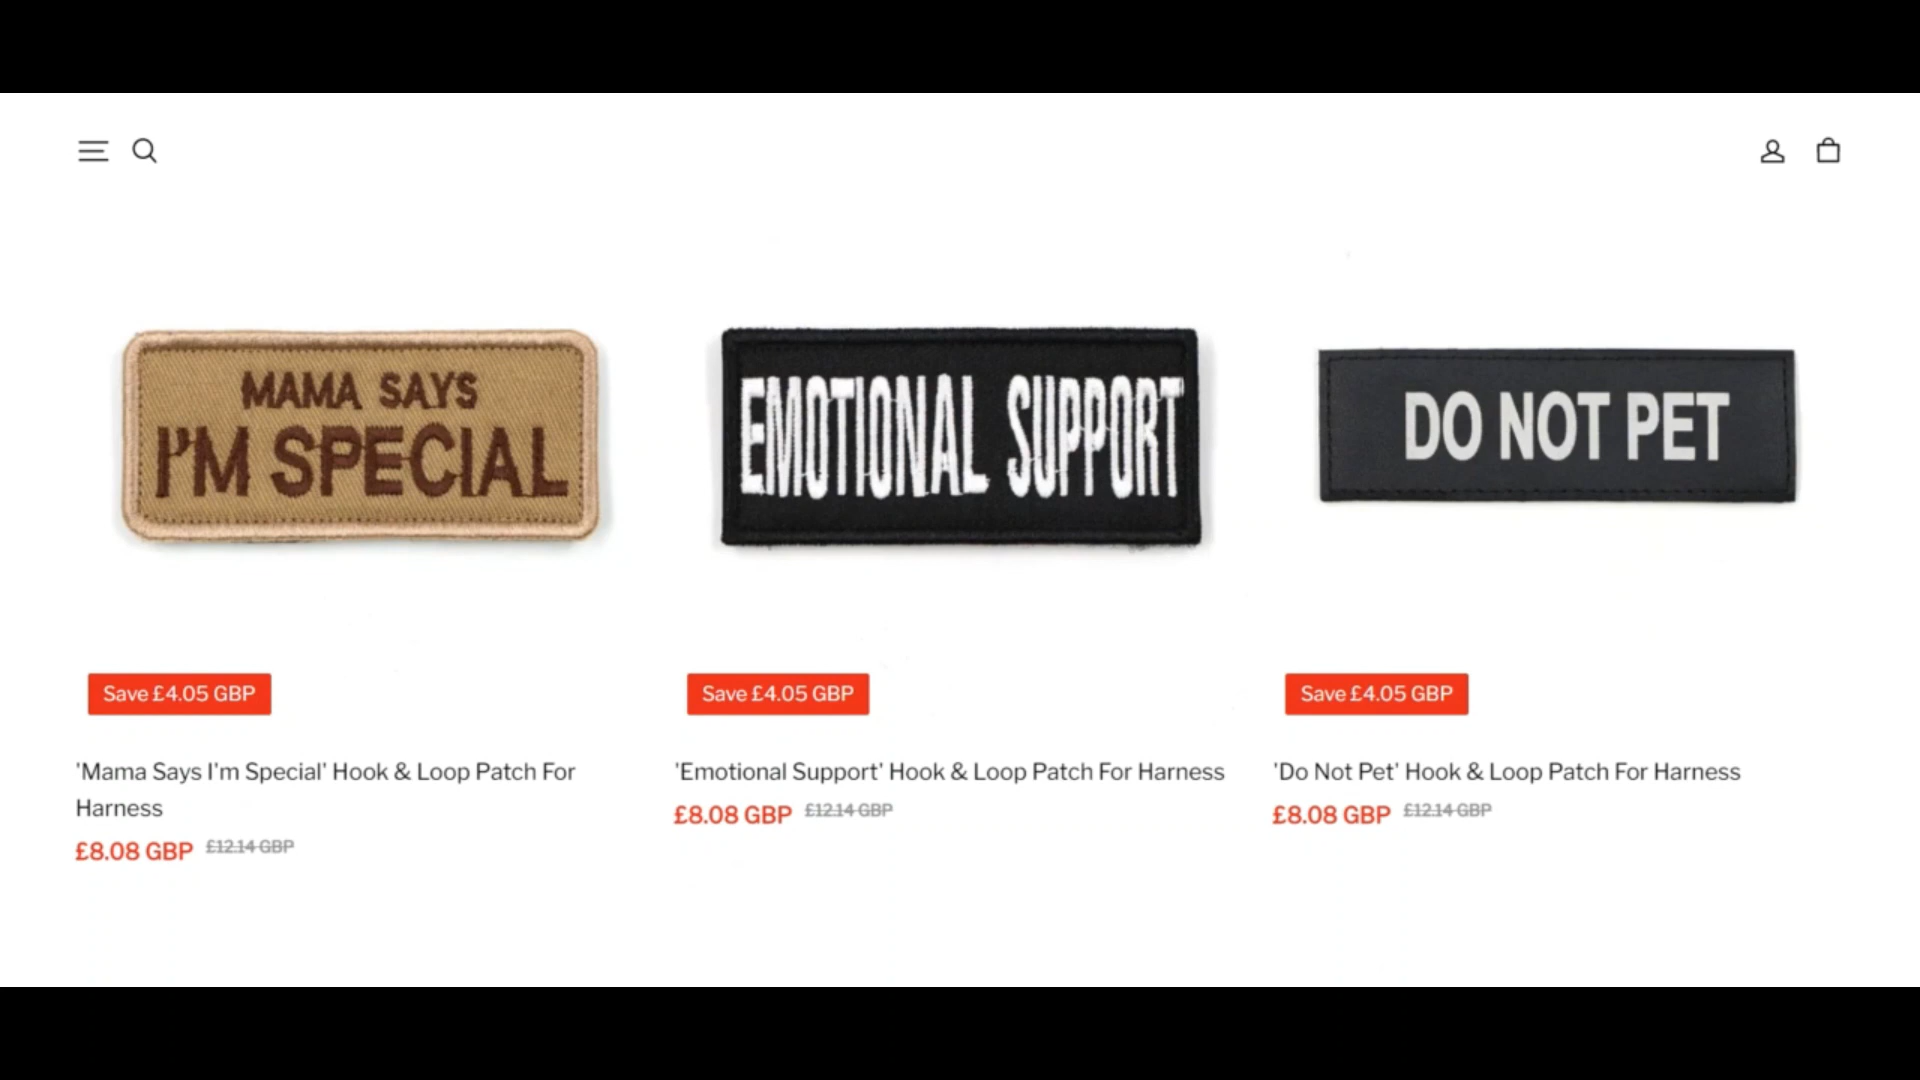 MAMA SAYS
I'M SPECIAL
EMOTIONAL SUPPORT
DO NOT PET
Save £4.05 GBP
Save £4.05 GBP
Save £4.05 GBP
'Mama Says I'm Special' Hook & Loop Patch For
Harness
£8.08 GBP £12.14 GBP
'Emotional Support' Hook & Loop Patch For Harness
£8.08 GBP £12.14 GBP
'Do Not Pet' Hook & Loop Patch For Harness
£8.08 GBP £12.14 GBP